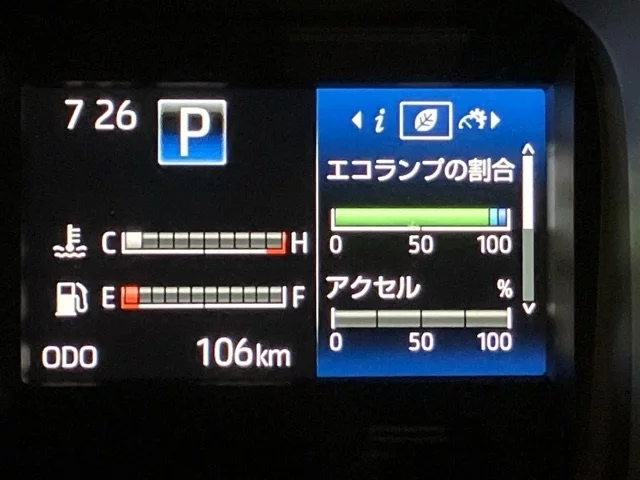 7 26
P
i
エコランプの割合
0 50 100
C H
アクセル %
E F
0 50 100
ODO 106km